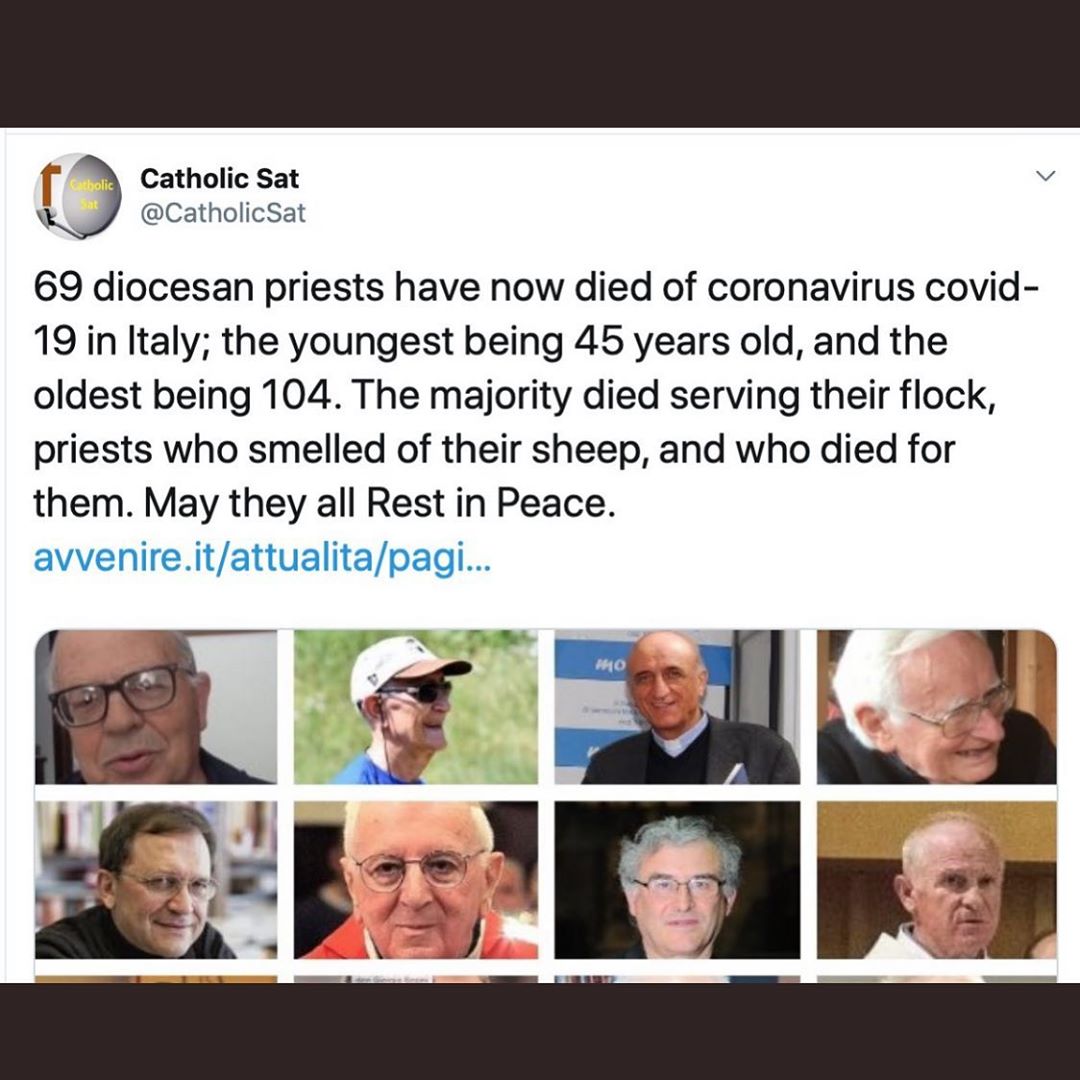 Catholic
Sat
Catholic Sat
@CatholicSat
69 diocesan priests have now died of coronavirus covid-
19 in Italy; the youngest being 45 years old, and the
oldest being 104. The majority died serving their flock,
priests who smelled of their sheep, and who died for
them. May they all Rest in Peace.
avvenire.it/attualita/pagi...
mo